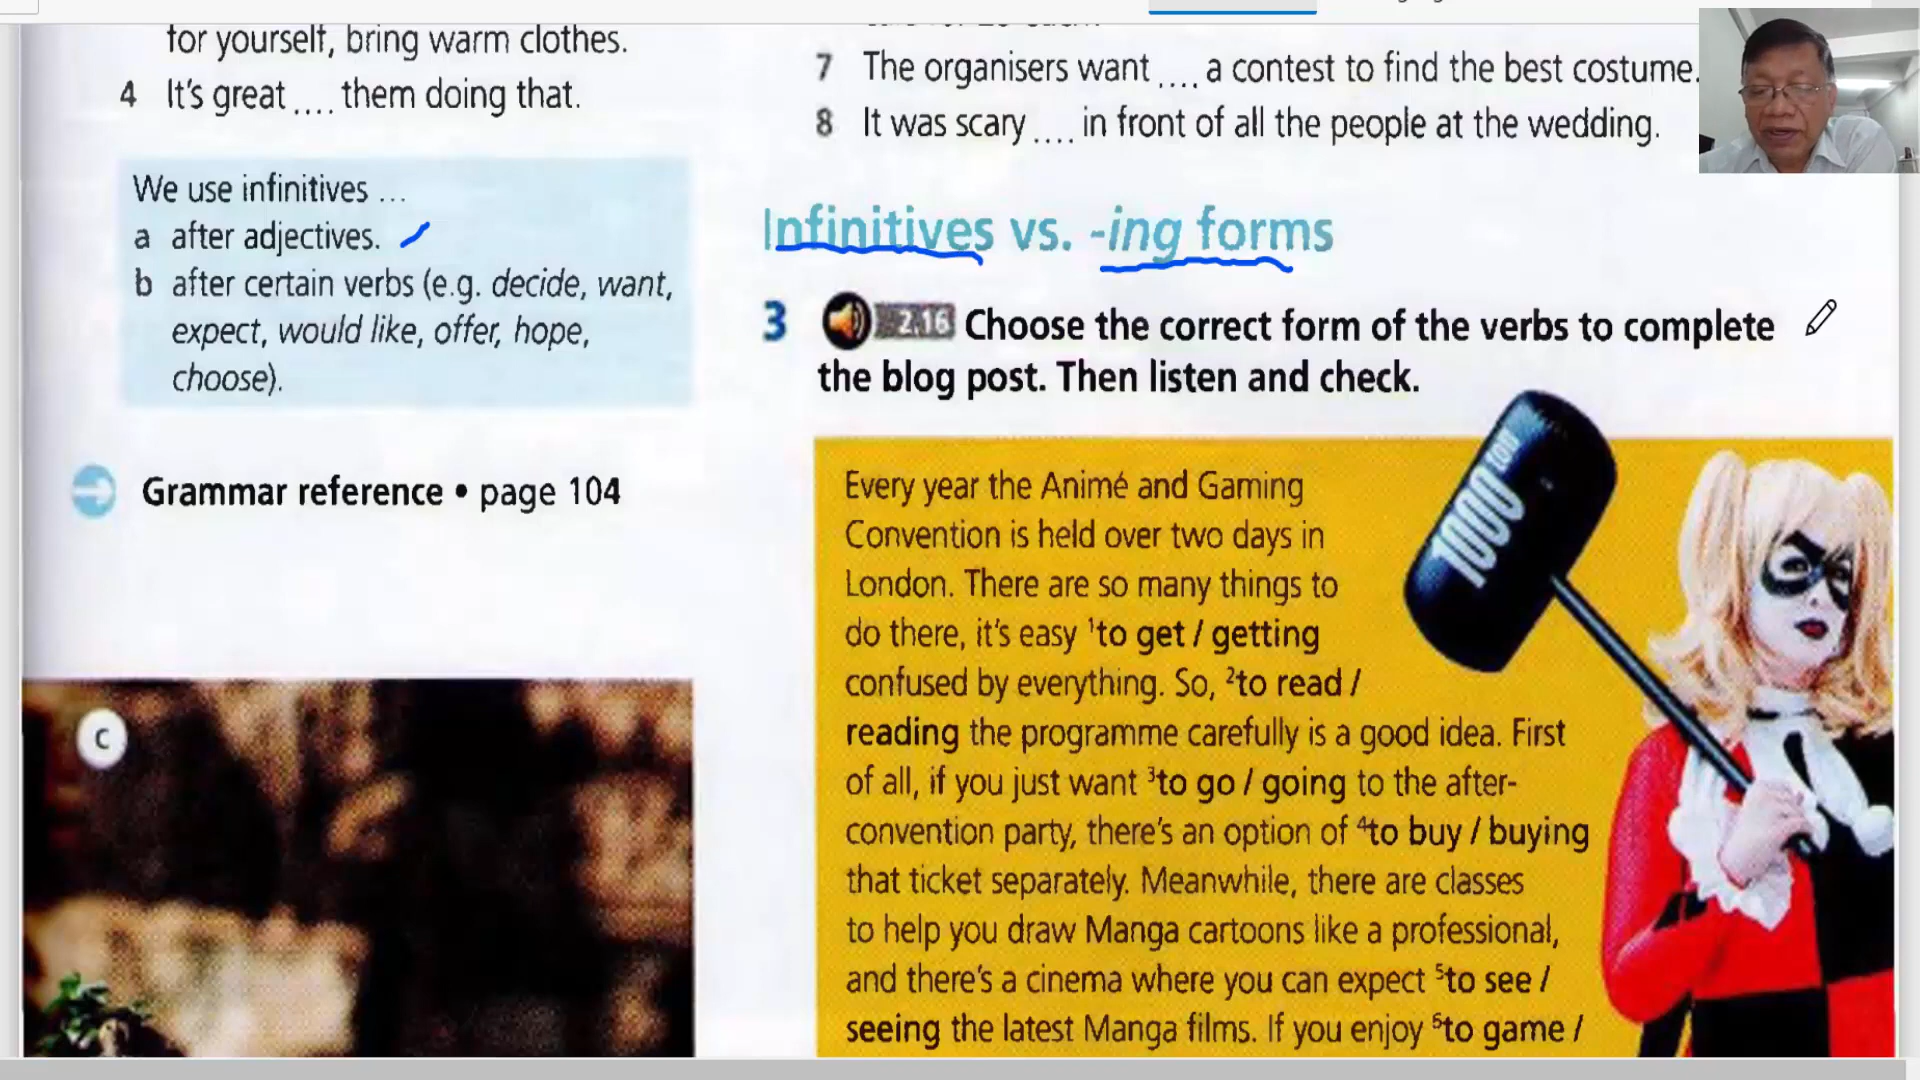 for yourself, bring warm clothes.
4 It's great .... them doing that.
We use infinitives ...
a after adjectives.
b after certain verbs (e.g. decide, want,
expect, would like, offer, hope,
choose).
Grammar reference • page 104
C
7 The organisers want .... a contest to find the best costume.
8 It was scary .... in front of all the people at the wedding.
Infinitives vs. -ing forms
3 2.16 Choose the correct form of the verbs to complete
the blog post. Then listen and check.
Every year the Animé and Gaming
Convention is held over two days in
London. There are so many things to
do there, it's easy ¹to get / getting
confused by everything. So, ²to read /
reading the programme carefully is a good idea. First
of all, if you just want ³to go / going to the after-
convention party, there's an option of ⁴to buy / buying
that ticket separately. Meanwhile, there are classes
to help you draw Manga cartoons like a professional,
and there's a cinema where you can expect ⁵to see /
seeing the latest Manga films. If you enjoy ⁵to game /
1000 ton